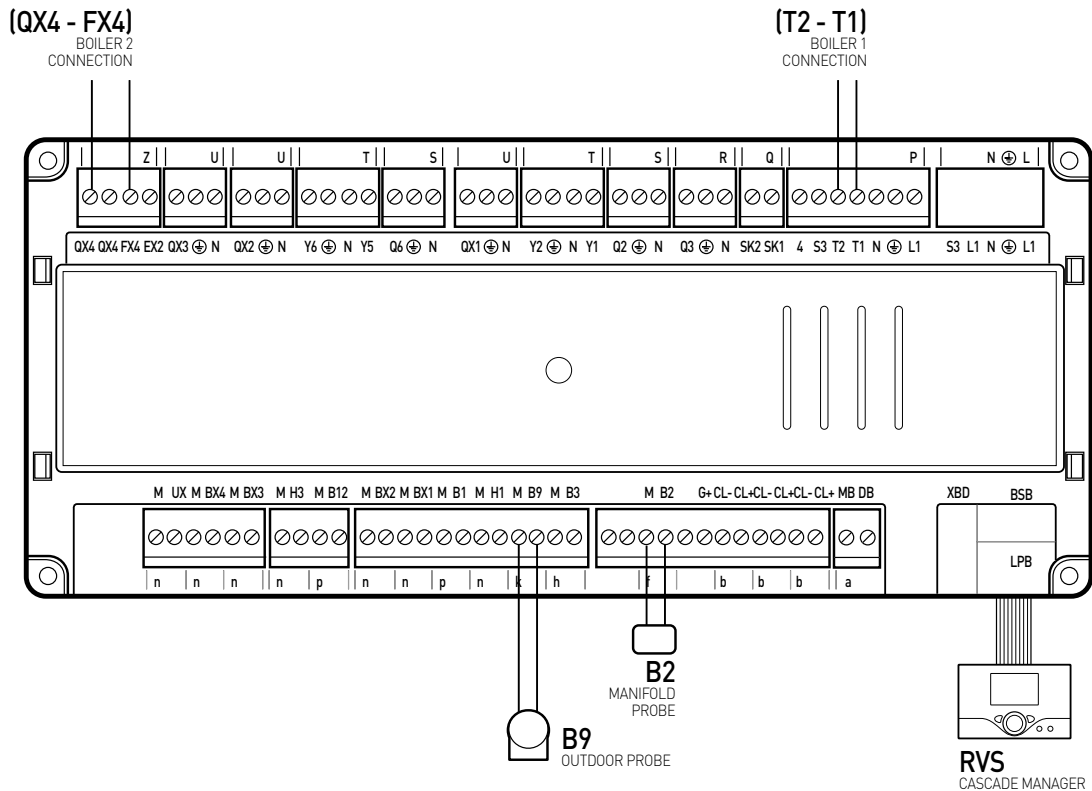 (QX4 - FX4)
BOILER 2
CONNECTION
(T2 - T1)
BOILER 1
CONNECTION
Z U U T S U T S R Q P N L
QX4 QX4 FX4 EX2 QX3 N QX2 N Y6 N Y5 Q6 N QX1 N Y2 N Y1 Q2 N Q3 N SK2 SK1 4 S3 T2 T1 N L1 S3 L1 N L1
M UX M BX4 M BX3 M H3 M B12 M BX2 M BX1 M B1 M H1 M B9 M B3 M B2 G+ CL- CL+ CL- CL+ CL- CL+ MB DB XBD BSB
LPB
n n n n p n n p n k h f b b b a
B2
MANIFOLD
PROBE
B9
OUTDOOR PROBE
RVS
CASCADE MANAGER